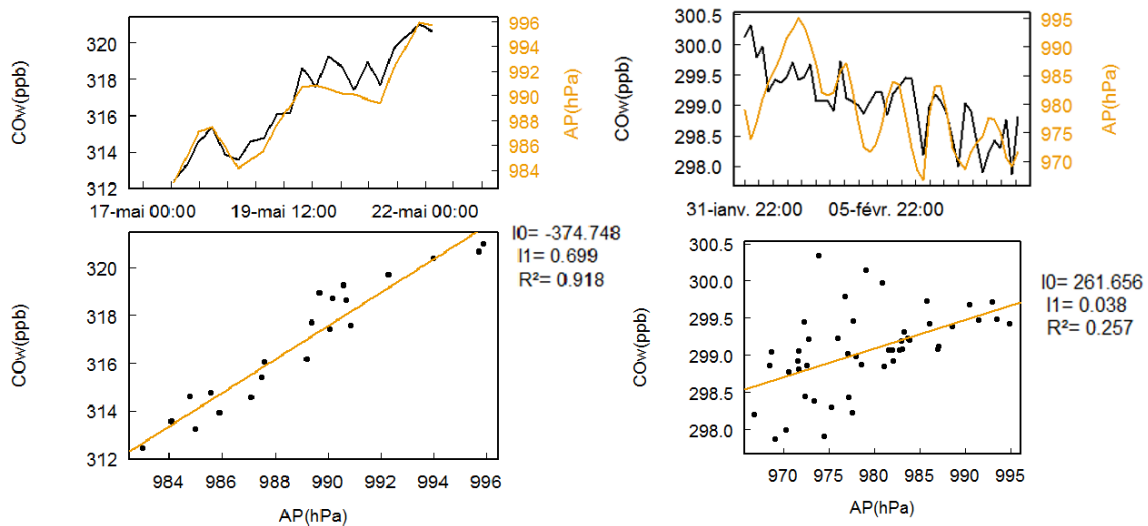 320
318
316
314
312
COw(ppb)
996
994
992
990
988
986
984
AP(hPa)
17-mai 00:00 19-mai 12:00 22-mai 00:00
300.5
300.0
299.5
299.0
298.5
298.0
COw(ppb)
995
990
985
980
975
970
AP(hPa)
31-ianv. 22:00 05-févr. 22:00
320
318
316
314
312
COw(ppb)
984 986 988 990 992 994 996
AP(hPa)
I0= -374.748
I1= 0.699
R²= 0.918
300.5
300.0
299.5
299.0
298.5
298.0
COw(ppb)
970 975 980 985 990 995
AP(hPa)
I0= 261.656
I1= 0.038
R²= 0.257